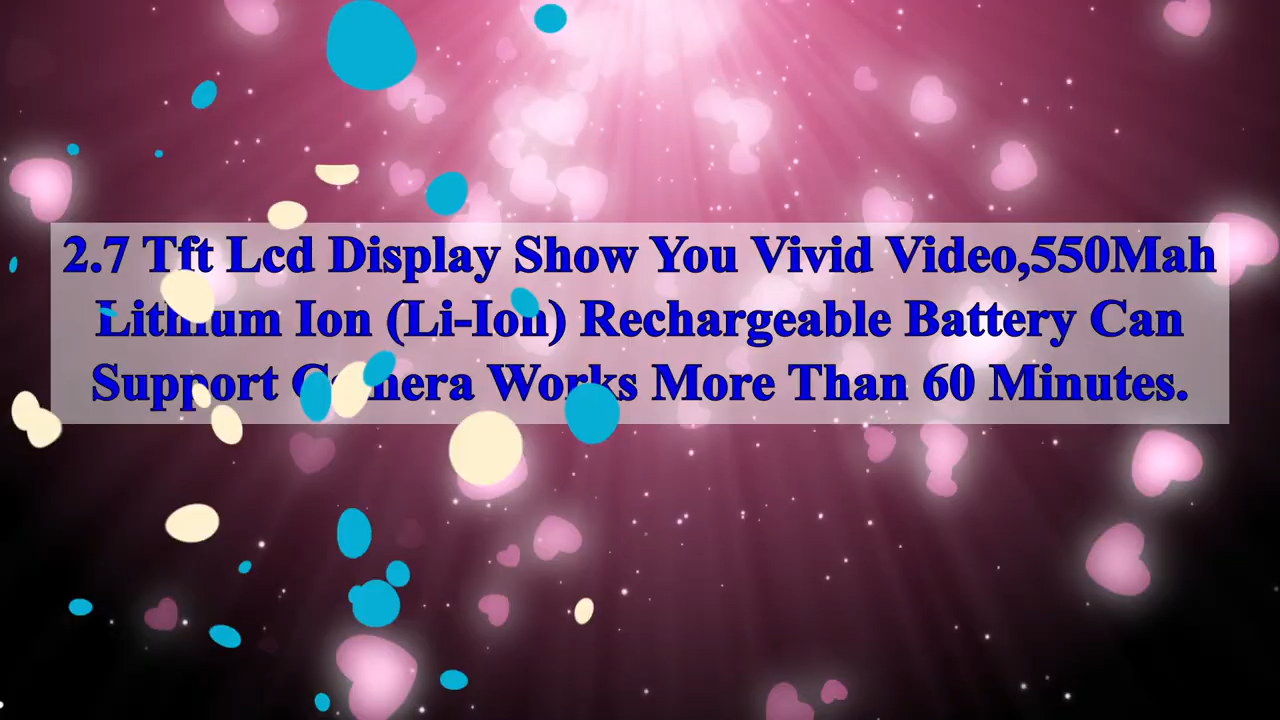 2.7 Tft Lcd Display Show You Vivid Video,550Mah
Lithium Ion (Li-Ion) Rechargeable Battery Can
Support Camera Works More Than 60 Minutes.